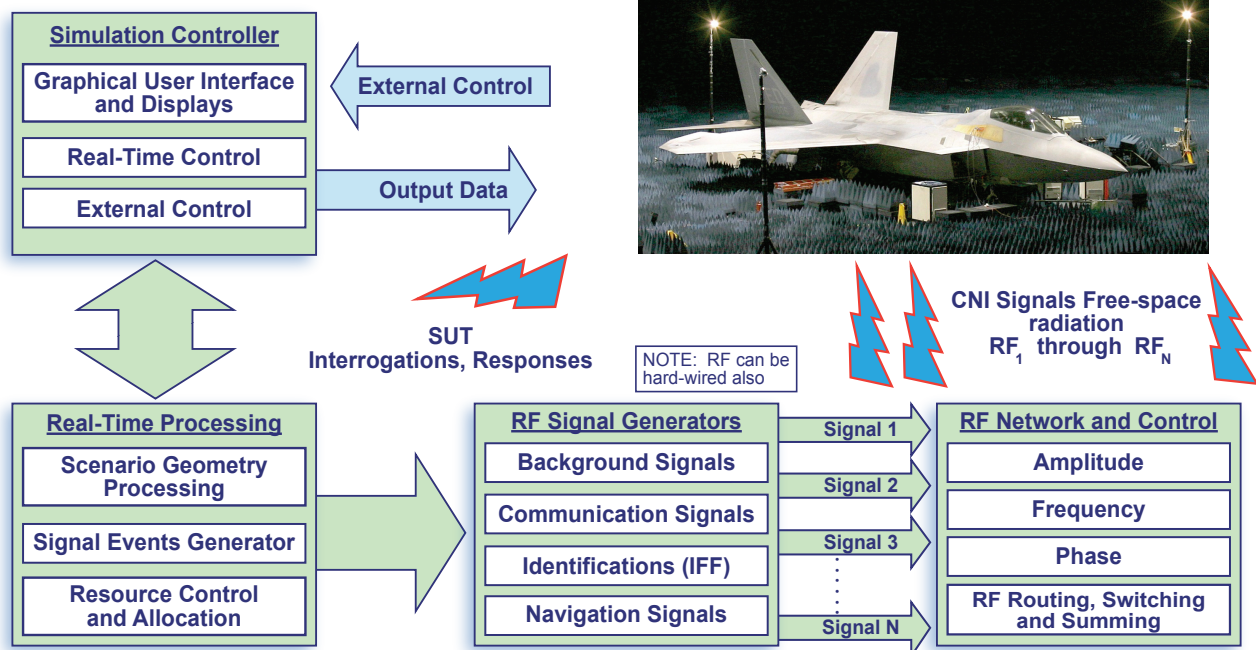 Simulation Controller
Graphical User Interface
and Displays
Real-Time Control
External Control
External Control
Output Data
SUT
Interrogations, Responses
NOTE:  RF can be
hard-wired also
CNI Signals Free-space
radiation
RF1 through RFN
Real-Time Processing
Scenario Geometry
Processing
Signal Events Generator
Resource Control
and Allocation
RF Signal Generators
Background Signals
Communication Signals
Identifications (IFF)
Navigation Signals
Signal 1
Signal 2
Signal 3
Signal N
RF Network and Control
Amplitude
Frequency
Phase
RF Routing, Switching
and Summing